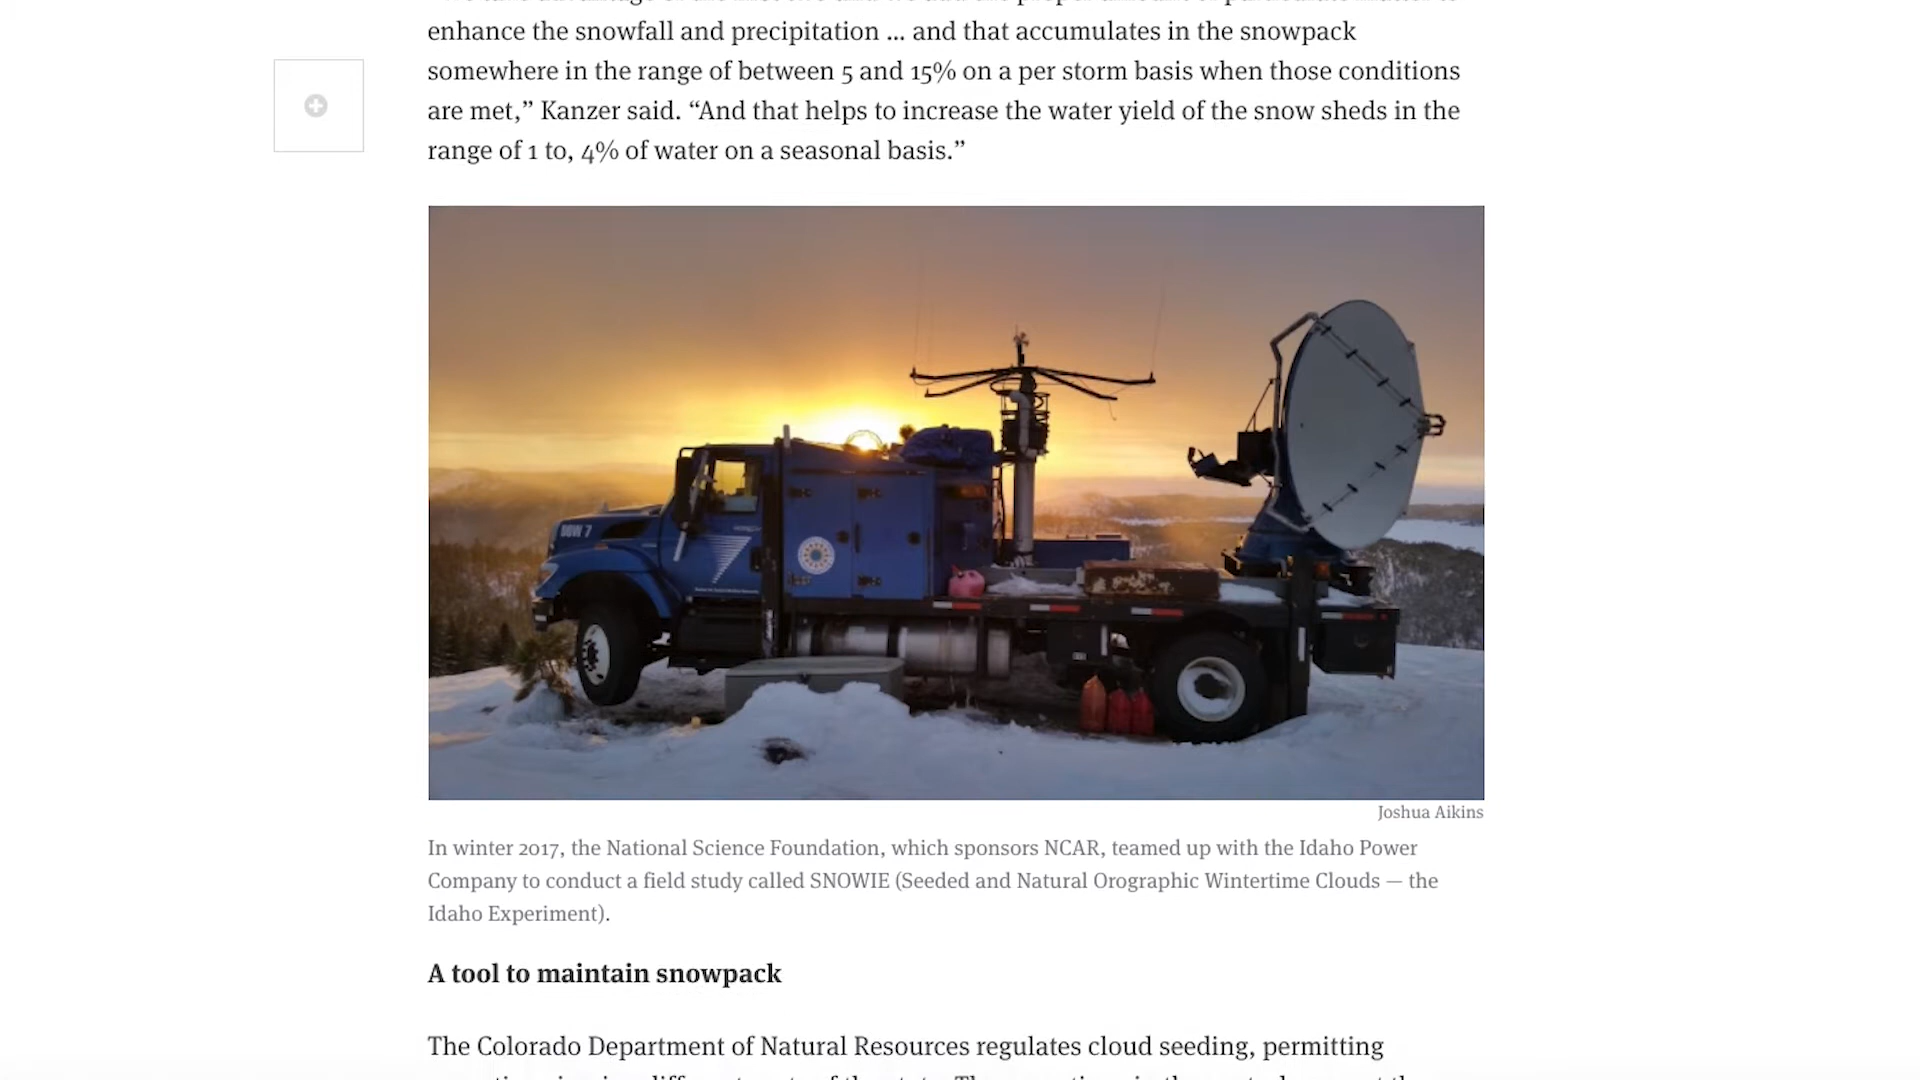 enhance the snowfall and precipitation ... and that accumulates in the snowpack
somewhere in the range of between 5 and 15% on a per storm basis when those conditions
are met,” Kanzer said. “And that helps to increase the water yield of the snow sheds in the
range of 1 to, 4% of water on a seasonal basis.”
DOW 7
Joshua Aikins
In winter 2017, the National Science Foundation, which sponsors NCAR, teamed up with the Idaho Power
Company to conduct a field study called SNOWIE (Seeded and Natural Orographic Wintertime Clouds — the
Idaho Experiment).
A tool to maintain snowpack
The Colorado Department of Natural Resources regulates cloud seeding, permitting